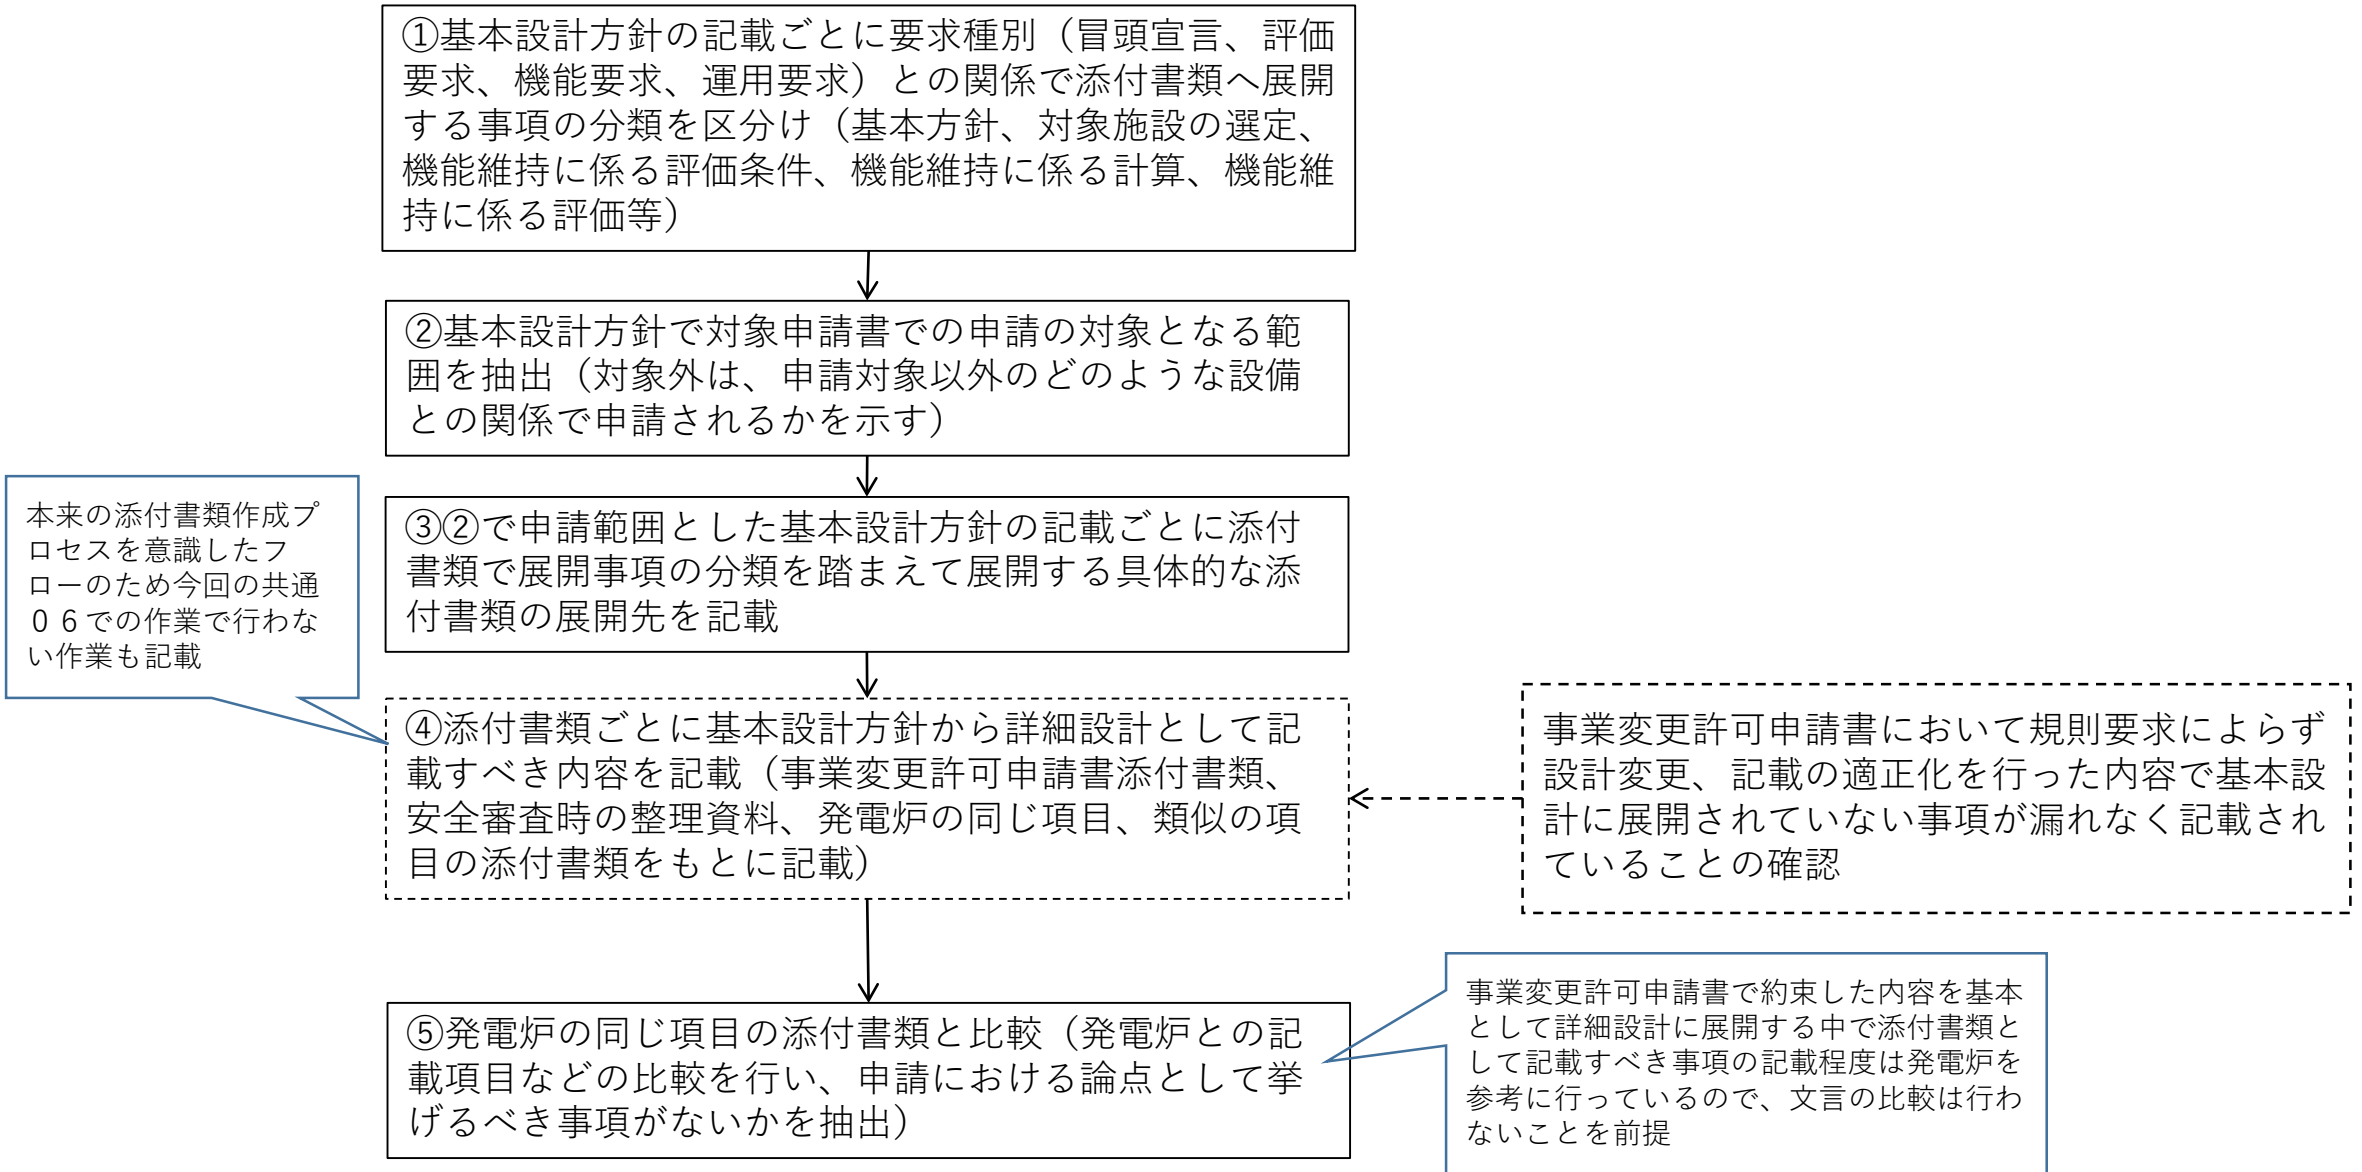 ①基本設計方針の記載ごとに要求種別（冒頭宣言、評価
要求、機能要求、運用要求）との関係で添付書類へ展開
する事項の分類を区分け（基本方針、対象施設の選定、
機能維持に係る評価条件、機能維持に係る計算、機能維
持に係る評価等）
②基本設計方針で対象申請書での申請の対象となる範
囲を抽出（対象外は、申請対象以外のどのような設備
との関係で申請されるかを示す）
本来の添付書類作成プ
ロセスを意識したフ
ローのため今回の共通
０６での作業で行わな
い作業も記載
③②で申請範囲とした基本設計方針の記載ごとに添付
書類で展開事項の分類を踏まえて展開する具体的な添
付書類の展開先を記載
④添付書類ごとに基本設計方針から詳細設計として記
載すべき内容を記載（事業変更許可申請書添付書類、
安全審査時の整理資料、発電炉の同じ項目、類似の項
目の添付書類をもとに記載）
事業変更許可申請書において規則要求によらず
設計変更、記載の適正化を行った内容で基本設
計に展開されていない事項が漏れなく記載され
ていることの確認
⑤発電炉の同じ項目の添付書類と比較（発電炉との記
載項目などの比較を行い、申請における論点として挙
げるべき事項がないかを抽出）
事業変更許可申請書で約束した内容を基本
として詳細設計に展開する中で添付書類と
して記載すべき事項の記載程度は発電炉を
参考に行っているので、文言の比較は行わ
ないことを前提